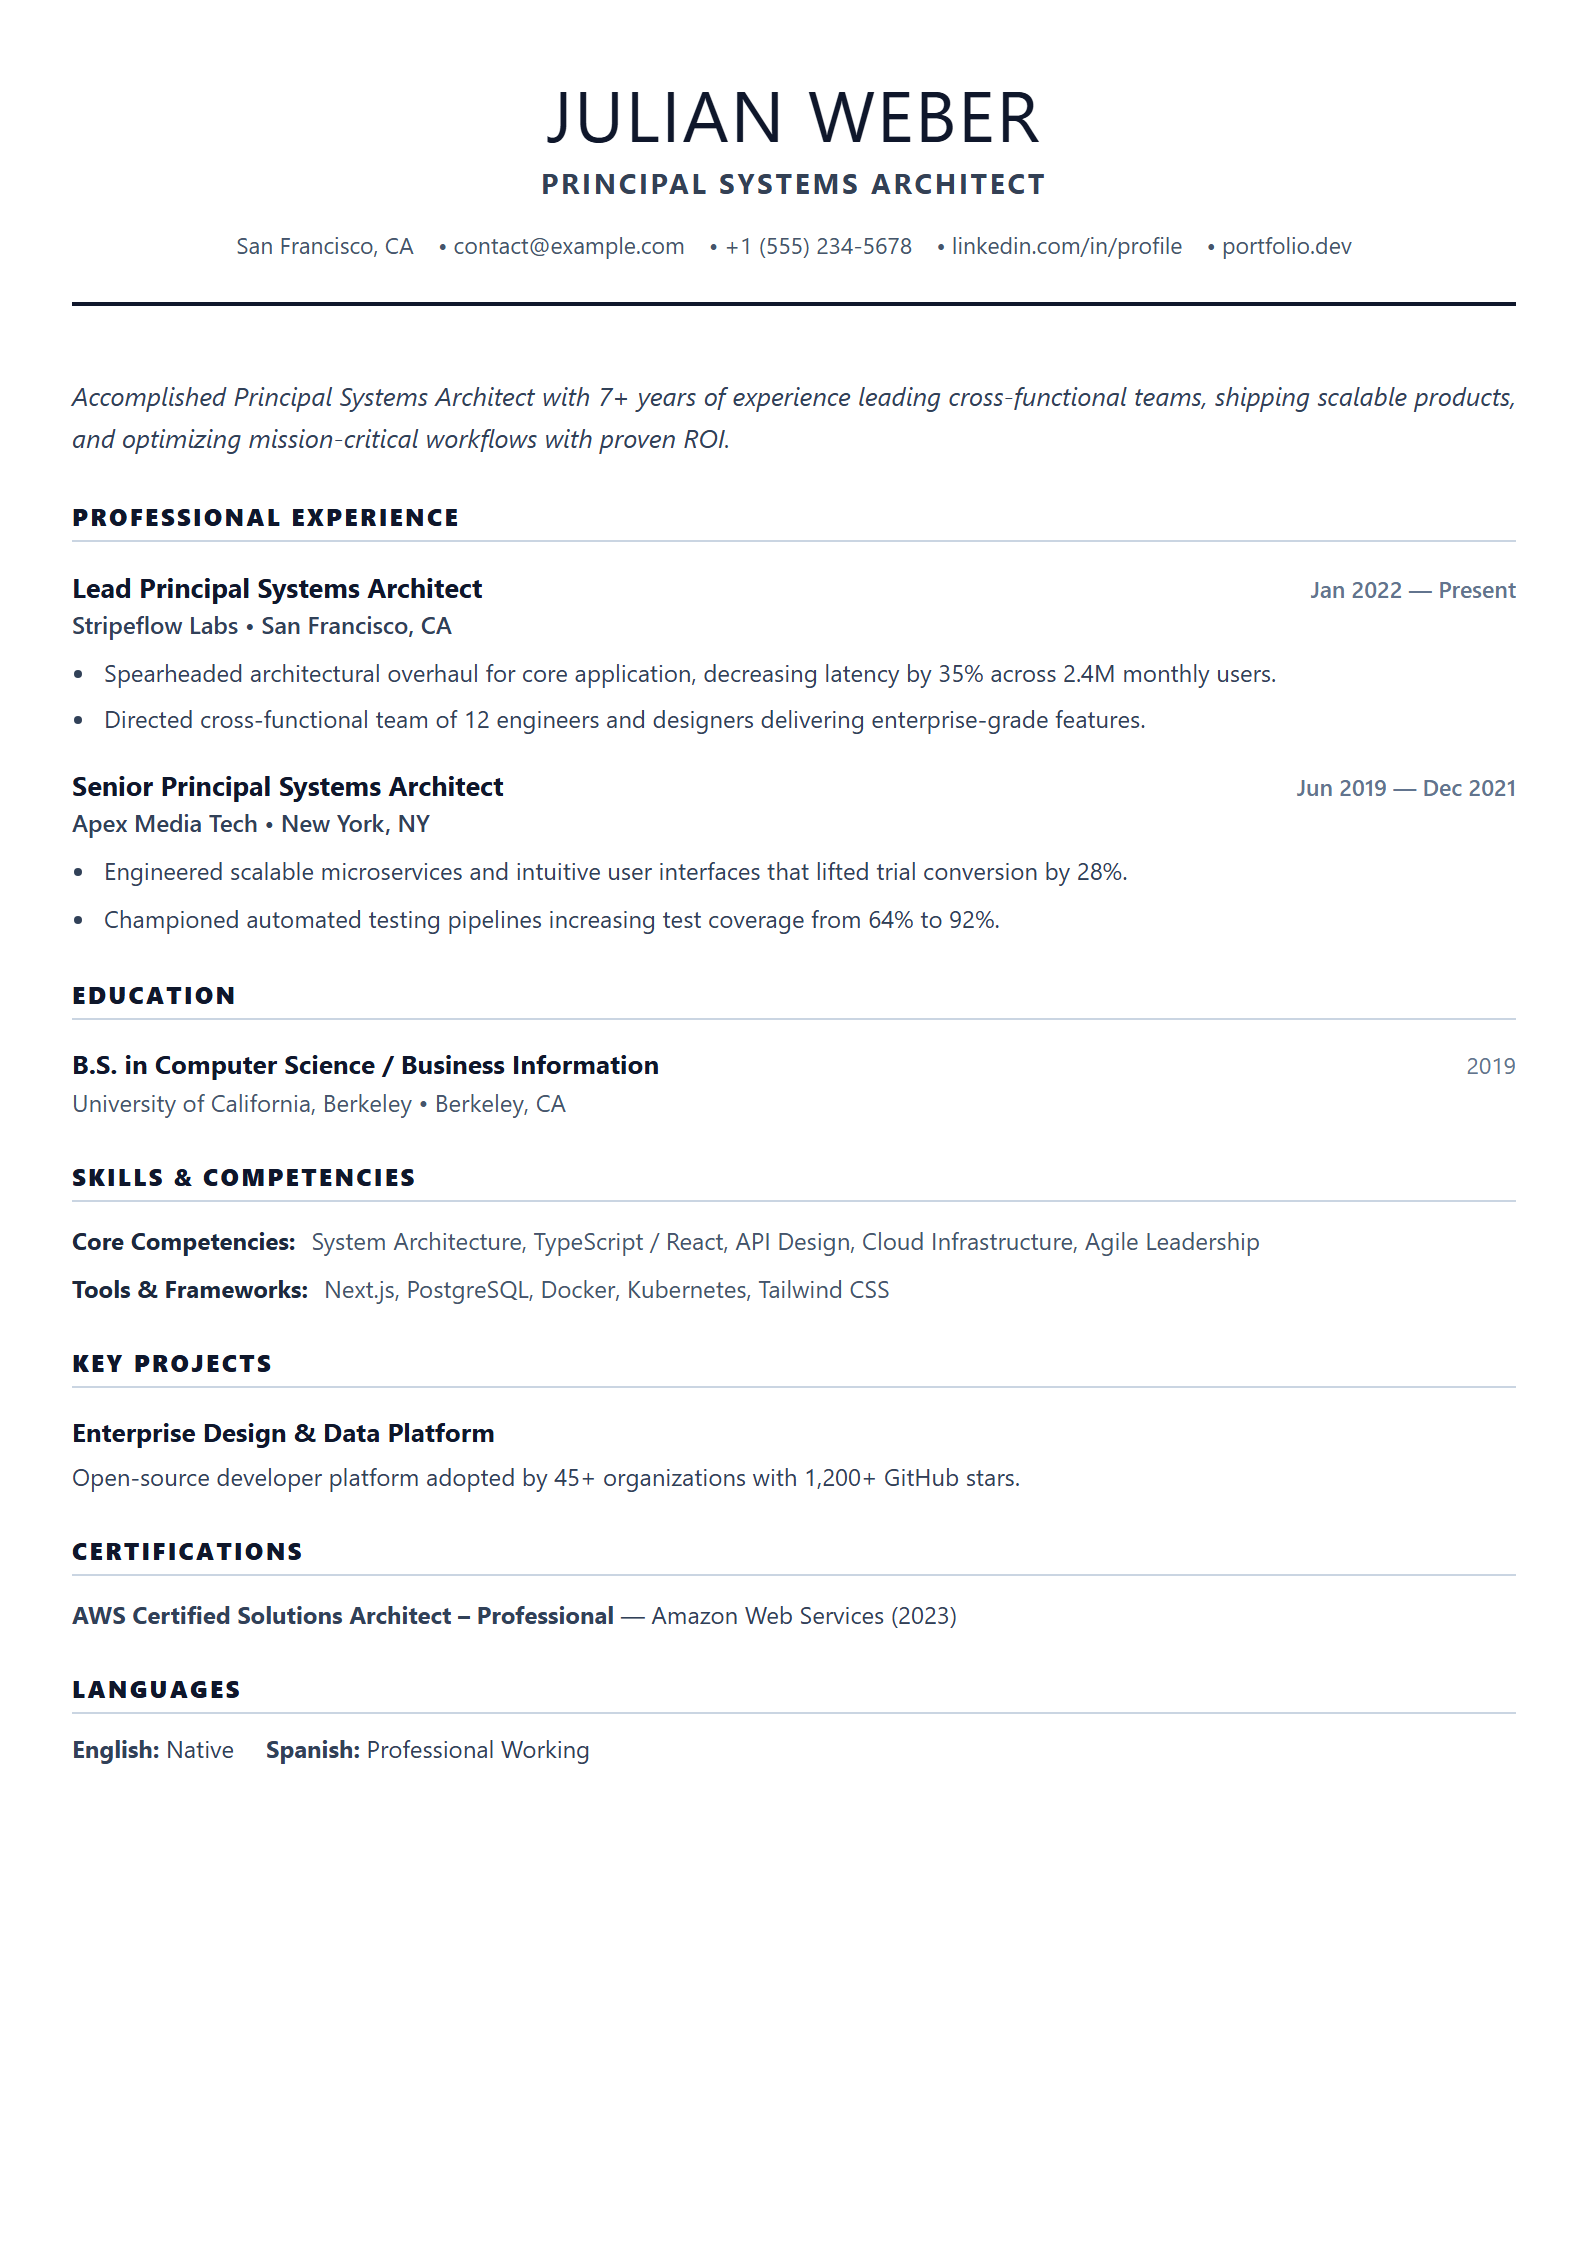 JULIAN WEBER
PRINCIPAL SYSTEMS ARCHITECT
San Francisco, CA • contact@example.com • +1 (555) 234-5678 • linkedin.com/in/profile • portfolio.dev
Accomplished Principal Systems Architect with 7+ years of experience leading cross-functional teams, shipping scalable products,
and optimizing mission-critical workflows with proven ROI.
PROFESSIONAL EXPERIENCE
Lead Principal Systems Architect Jan 2022 — Present
Stripeflow Labs • San Francisco, CA
• Spearheaded architectural overhaul for core application, decreasing latency by 35% across 2.4M monthly users.
• Directed cross-functional team of 12 engineers and designers delivering enterprise-grade features.
Senior Principal Systems Architect Jun 2019 — Dec 2021
Apex Media Tech • New York, NY
• Engineered scalable microservices and intuitive user interfaces that lifted trial conversion by 28%.
• Championed automated testing pipelines increasing test coverage from 64% to 92%.
EDUCATION
B.S. in Computer Science / Business Information 2019
University of California, Berkeley • Berkeley, CA
SKILLS & COMPETENCIES
Core Competencies: System Architecture, TypeScript / React, API Design, Cloud Infrastructure, Agile Leadership
Tools & Frameworks: Next.js, PostgreSQL, Docker, Kubernetes, Tailwind CSS
KEY PROJECTS
Enterprise Design & Data Platform
Open-source developer platform adopted by 45+ organizations with 1,200+ GitHub stars.
CERTIFICATIONS
AWS Certified Solutions Architect – Professional — Amazon Web Services (2023)
LANGUAGES
English: Native Spanish: Professional Working